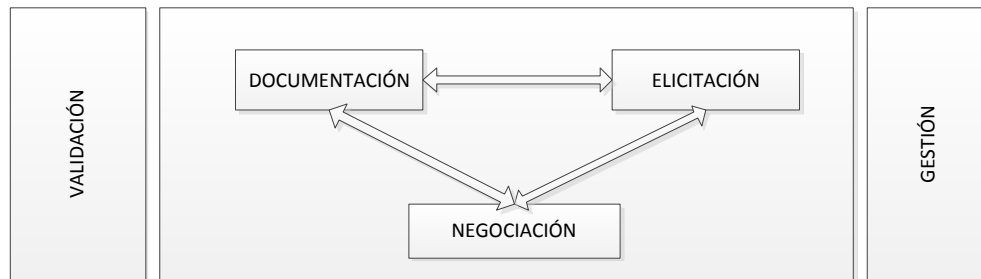 VALIDACIÓN
DOCUMENTACIÓN
ELICITACIÓN
NEGOCIACIÓN
GESTIÓN